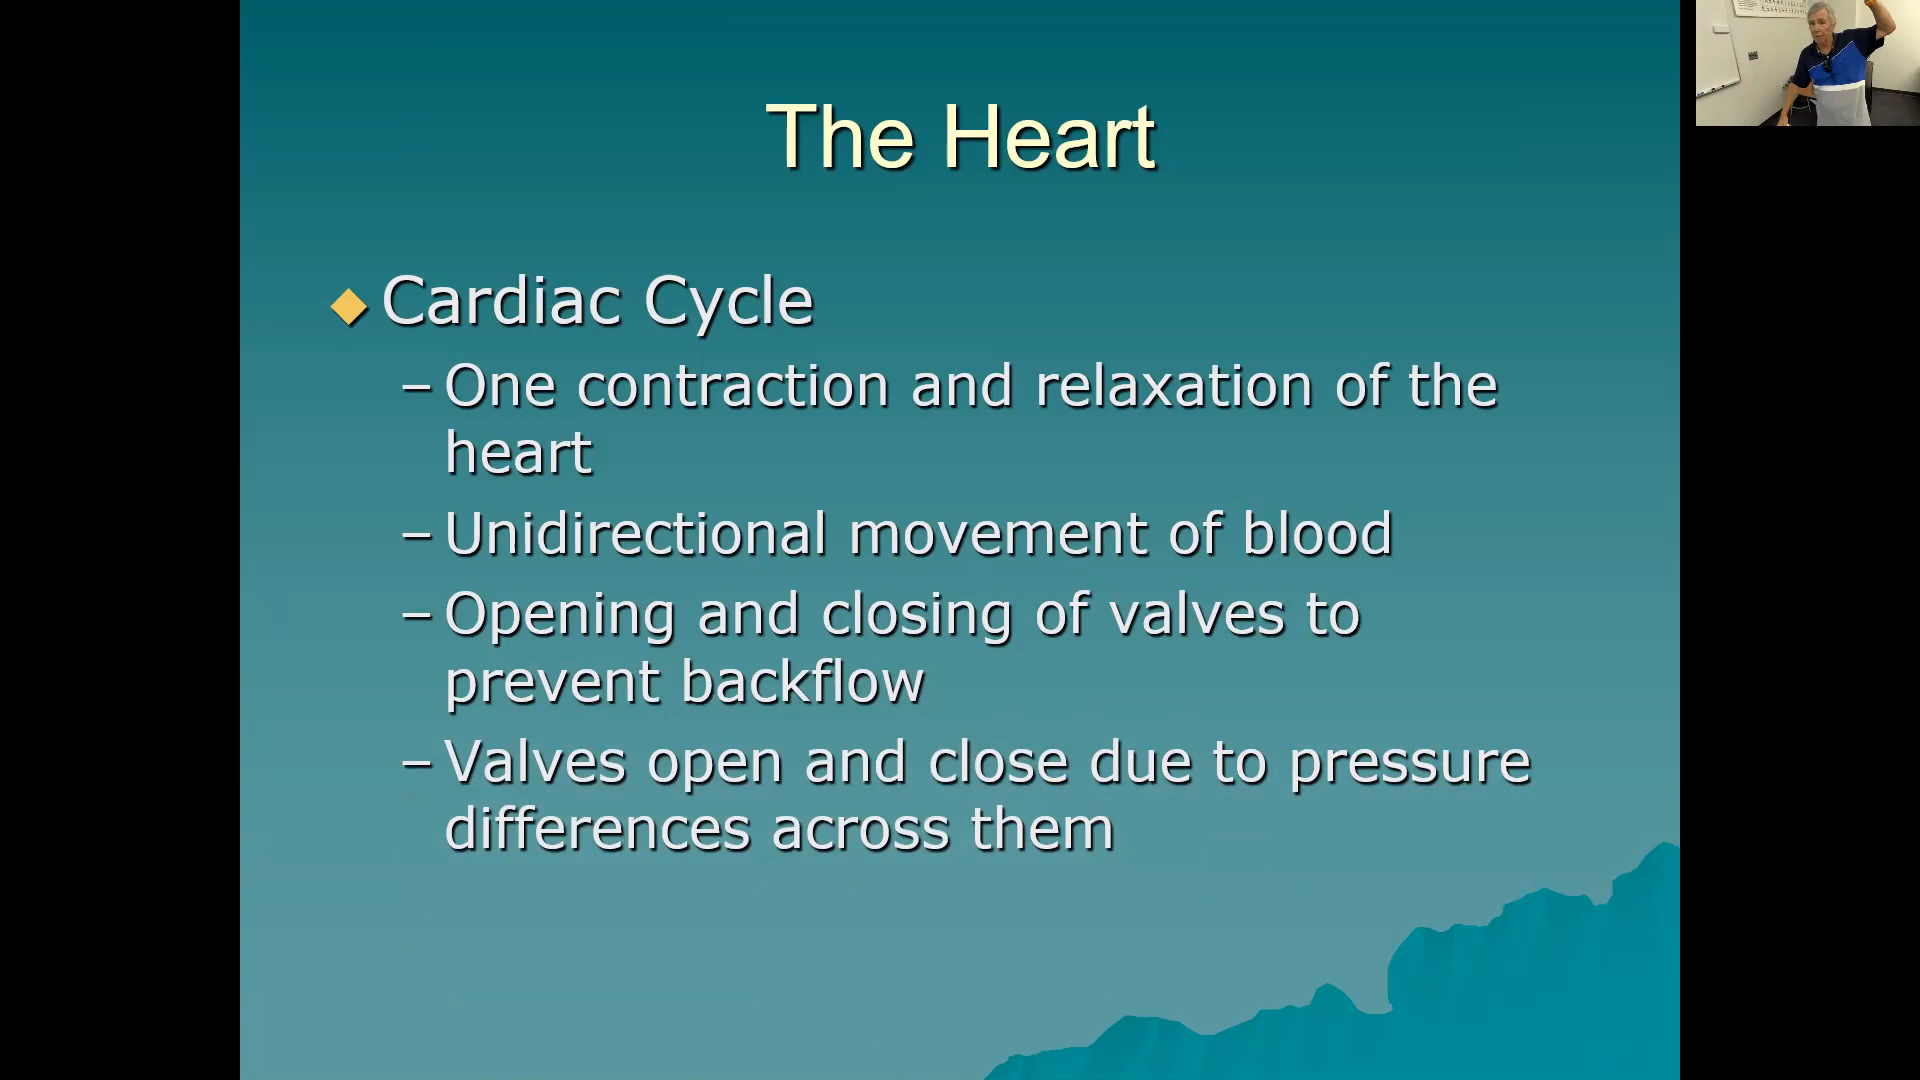 The Heart
Cardiac Cycle
– One contraction and relaxation of the
heart
– Unidirectional movement of blood
– Opening and closing of valves to
prevent backflow
– Valves open and close due to pressure
differences across them